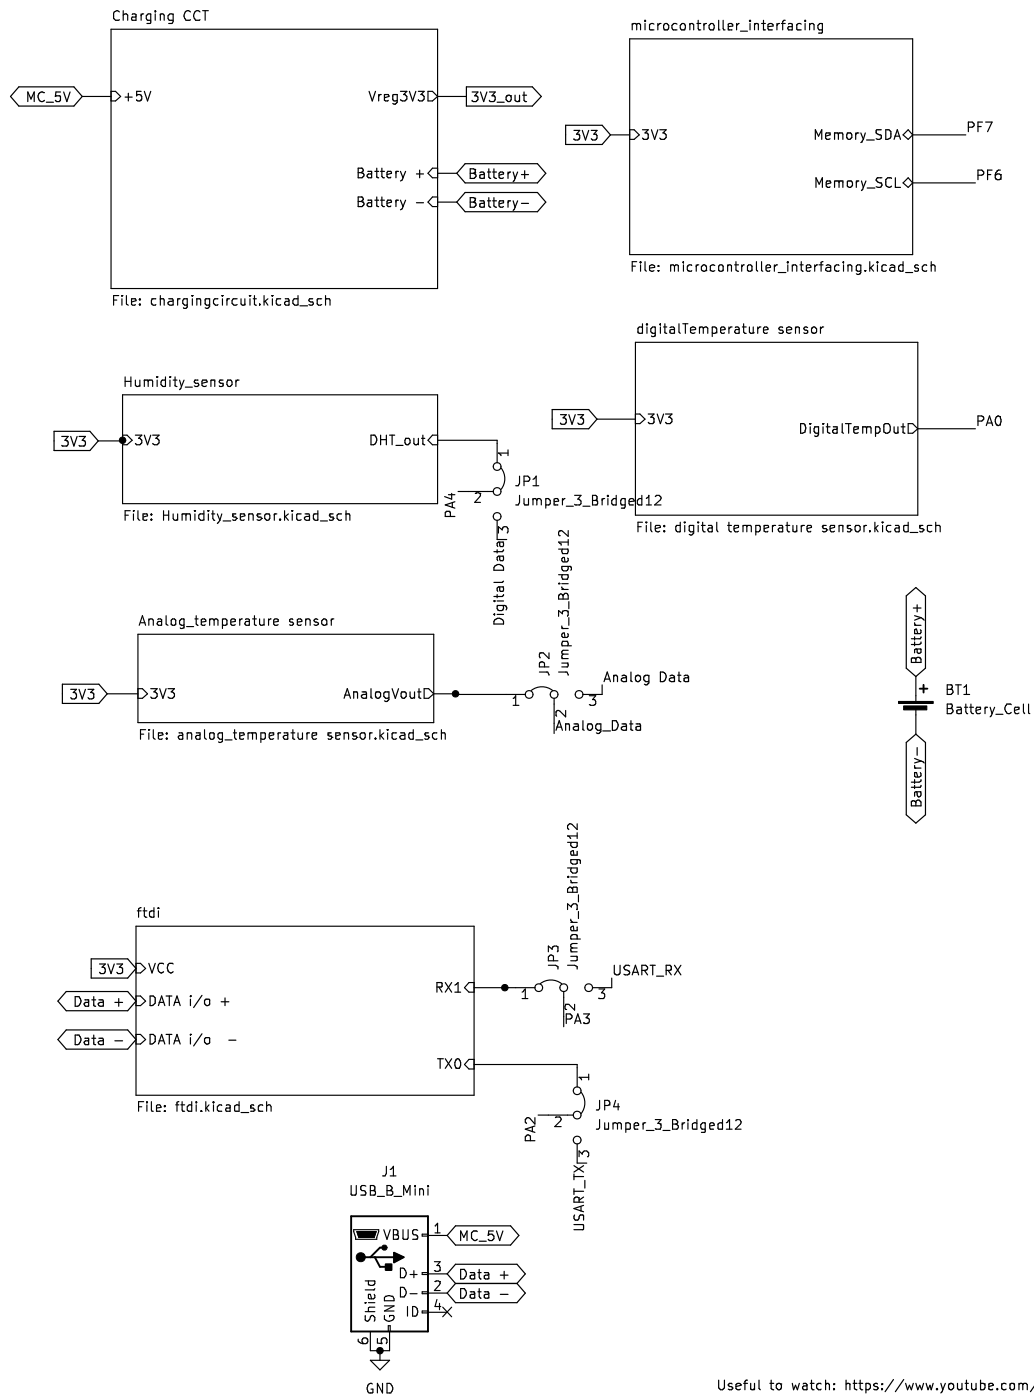 Charging CCT
MC_5V
+5V
Vreg3V3
3V3_out
Battery +
Battery+
Battery -
Battery-
File: chargingcircuit.kicad_sch
microcontroller_interfacing
3V3
3V3
Memory_SDA
PF7
Memory_SCL
PF6
File: microcontroller_interfacing.kicad_sch
Humidity_sensor
3V3
3V3
DHT_out
File: Humidity_sensor.kicad_sch
1
2
3
PA4
JP1
Jumper_3_Bridged12
Digital Data
digitalTemperature sensor
3V3
3V3
DigitalTempOut
PA0
File: digital temperature sensor.kicad_sch
Analog_temperature sensor
3V3
3V3
AnalogVout
File: analog_temperature sensor.kicad_sch
JP2
Jumper_3_Bridged12
1
2
3
Analog Data
Analog_Data
Battery+
+
BT1
Battery_Cell
Battery-
ftdi
3V3
VCC
Data +
DATA i/o +
Data -
DATA i/o -
RX1
TX0
File: ftdi.kicad_sch
JP3
Jumper_3_Bridged12
1
2
3
USART_RX
PA3
1
2
3
PA2
JP4
Jumper_3_Bridged12
USART_TX
J1
USB_B_Mini
VBUS
1
MC_5V
D+
3
Data +
D-
2
Data -
ID
4
Shield
GND
6
5
GND
Useful to watch: https://www.youtube.com/